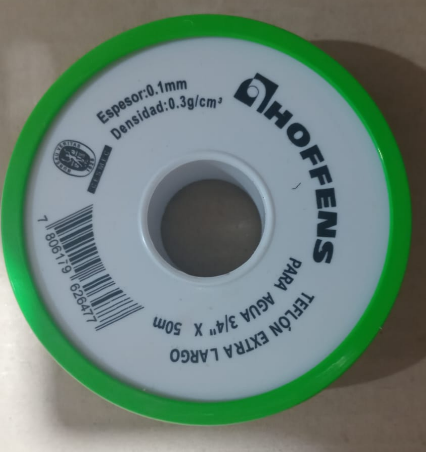 HOFFENS
Espesor:0.1mm
Densidad:0.3g/cm³
TEFLÓN EXTRA LARGO
PARA AGUA 3/4" X 50m
7 806179 626477